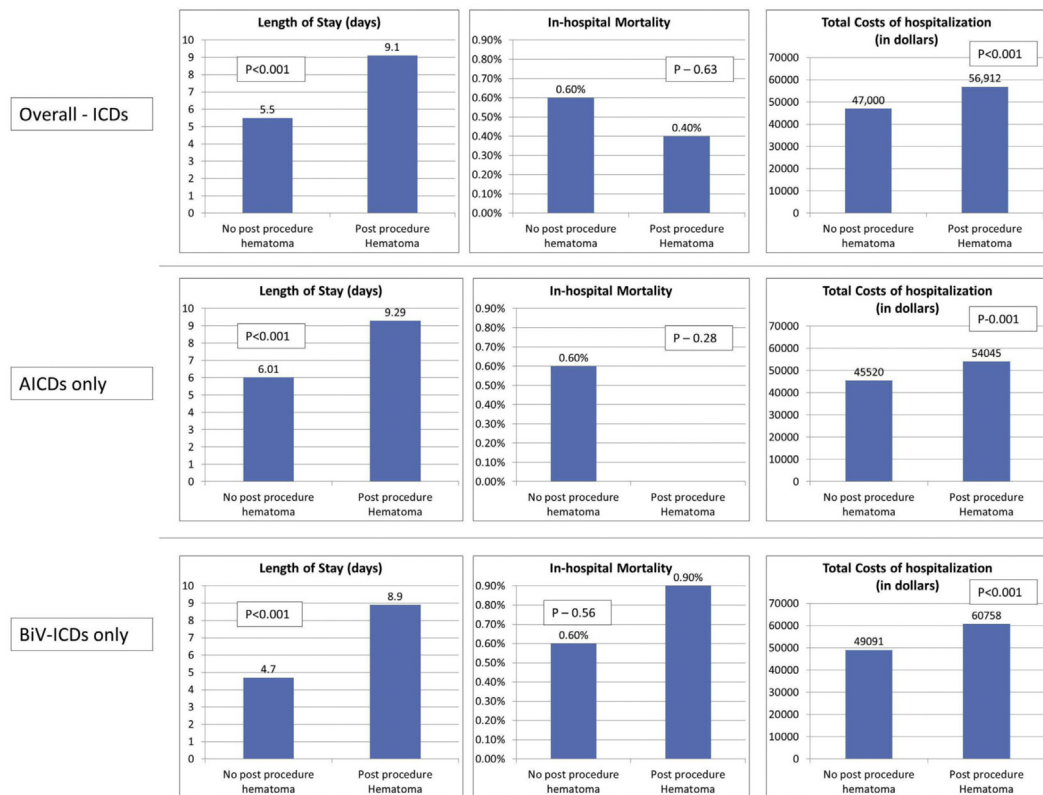 Overall - ICDs
Length of Stay (days)
10
9
8
7
6
5
4
3
2
1
0
P<0.001
5.5
9.1
No post procedure
hematoma
Post procedure
Hematoma
In-hospital Mortality
0.90%
0.80%
0.70%
0.60%
0.50%
0.40%
0.30%
0.20%
0.10%
0.00%
P – 0.63
0.60%
0.40%
No post procedure
hematoma
Post procedure
Hematoma
Total Costs of hospitalization
(in dollars)
P<0.001
70000
60000
50000
40000
30000
20000
10000
0
47,000
56,912
No post procedure
hematoma
Post procedure
Hematoma
AICDs only
Length of Stay (days)
10
9
8
7
6
5
4
3
2
1
0
P<0.001
6.01
9.29
No post procedure
hematoma
Post procedure
Hematoma
In-hospital Mortality
0.90%
0.80%
0.70%
0.60%
0.50%
0.40%
0.30%
0.20%
0.10%
0.00%
P – 0.28
0.60%
No post procedure
hematoma
Post procedure
Hematoma
Total Costs of hospitalization
(in dollars)
P-0.001
70000
60000
50000
40000
30000
20000
10000
0
45520
54045
No post procedure
hematoma
Post procedure
Hematoma
BiV-ICDs only
Length of Stay (days)
10
9
8
7
6
5
4
3
2
1
0
P<0.001
4.7
8.9
No post procedure
hematoma
Post procedure
Hematoma
In-hospital Mortality
0.90%
0.80%
0.70%
0.60%
0.50%
0.40%
0.30%
0.20%
0.10%
0.00%
P – 0.56
0.60%
0.90%
No post procedure
hematoma
Post procedure
Hematoma
Total Costs of hospitalization
(in dollars)
P<0.001
70000
60000
50000
40000
30000
20000
10000
0
49091
60758
No post procedure
hematoma
Post procedure
Hematoma